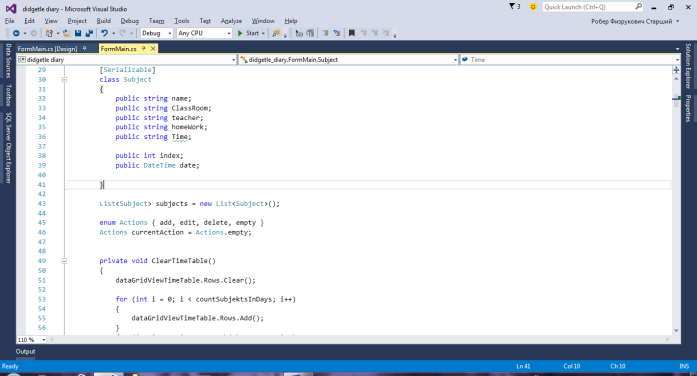 didgetle diary - Microsoft Visual Studio
3
Quick Launch (Ctrl+Q)
File Edit View Project Build Debug Team Tools Test Analyze Window Help
Робер Физрукович Старший
Debug Any CPU Start
FormMain.cs [Design] FormMain.cs
didgetle diary didgetle_diary.FormMain.Subject Time
Data Sources
Toolbox
SQL Server Object Explorer
Solution Explorer
Properties
29 [Serializable]
30 class Subject
31 {
32 public string name;
33 public string ClassRoom;
34 public string teacher;
35 public string homeWork;
36 public string Time;
37
38 public int index;
39 public DateTime date;
40
41 }
42
43 List<Subject> subjects = new List<Subject>();
44
45 enum Actions { add, edit, delete, empty }
46 Actions currentAction = Actions.empty;
47
48
49 private void ClearTimeTable()
50 {
51 dataGridViewTimeTable.Rows.Clear();
52
53 for (int i = 0; i < countSubjektsInDays; i++)
54 {
55 dataGridViewTimeTable.Rows.Add();
56 }
110 %
Output
Ready Ln 41 Col 10 Ch 10 INS